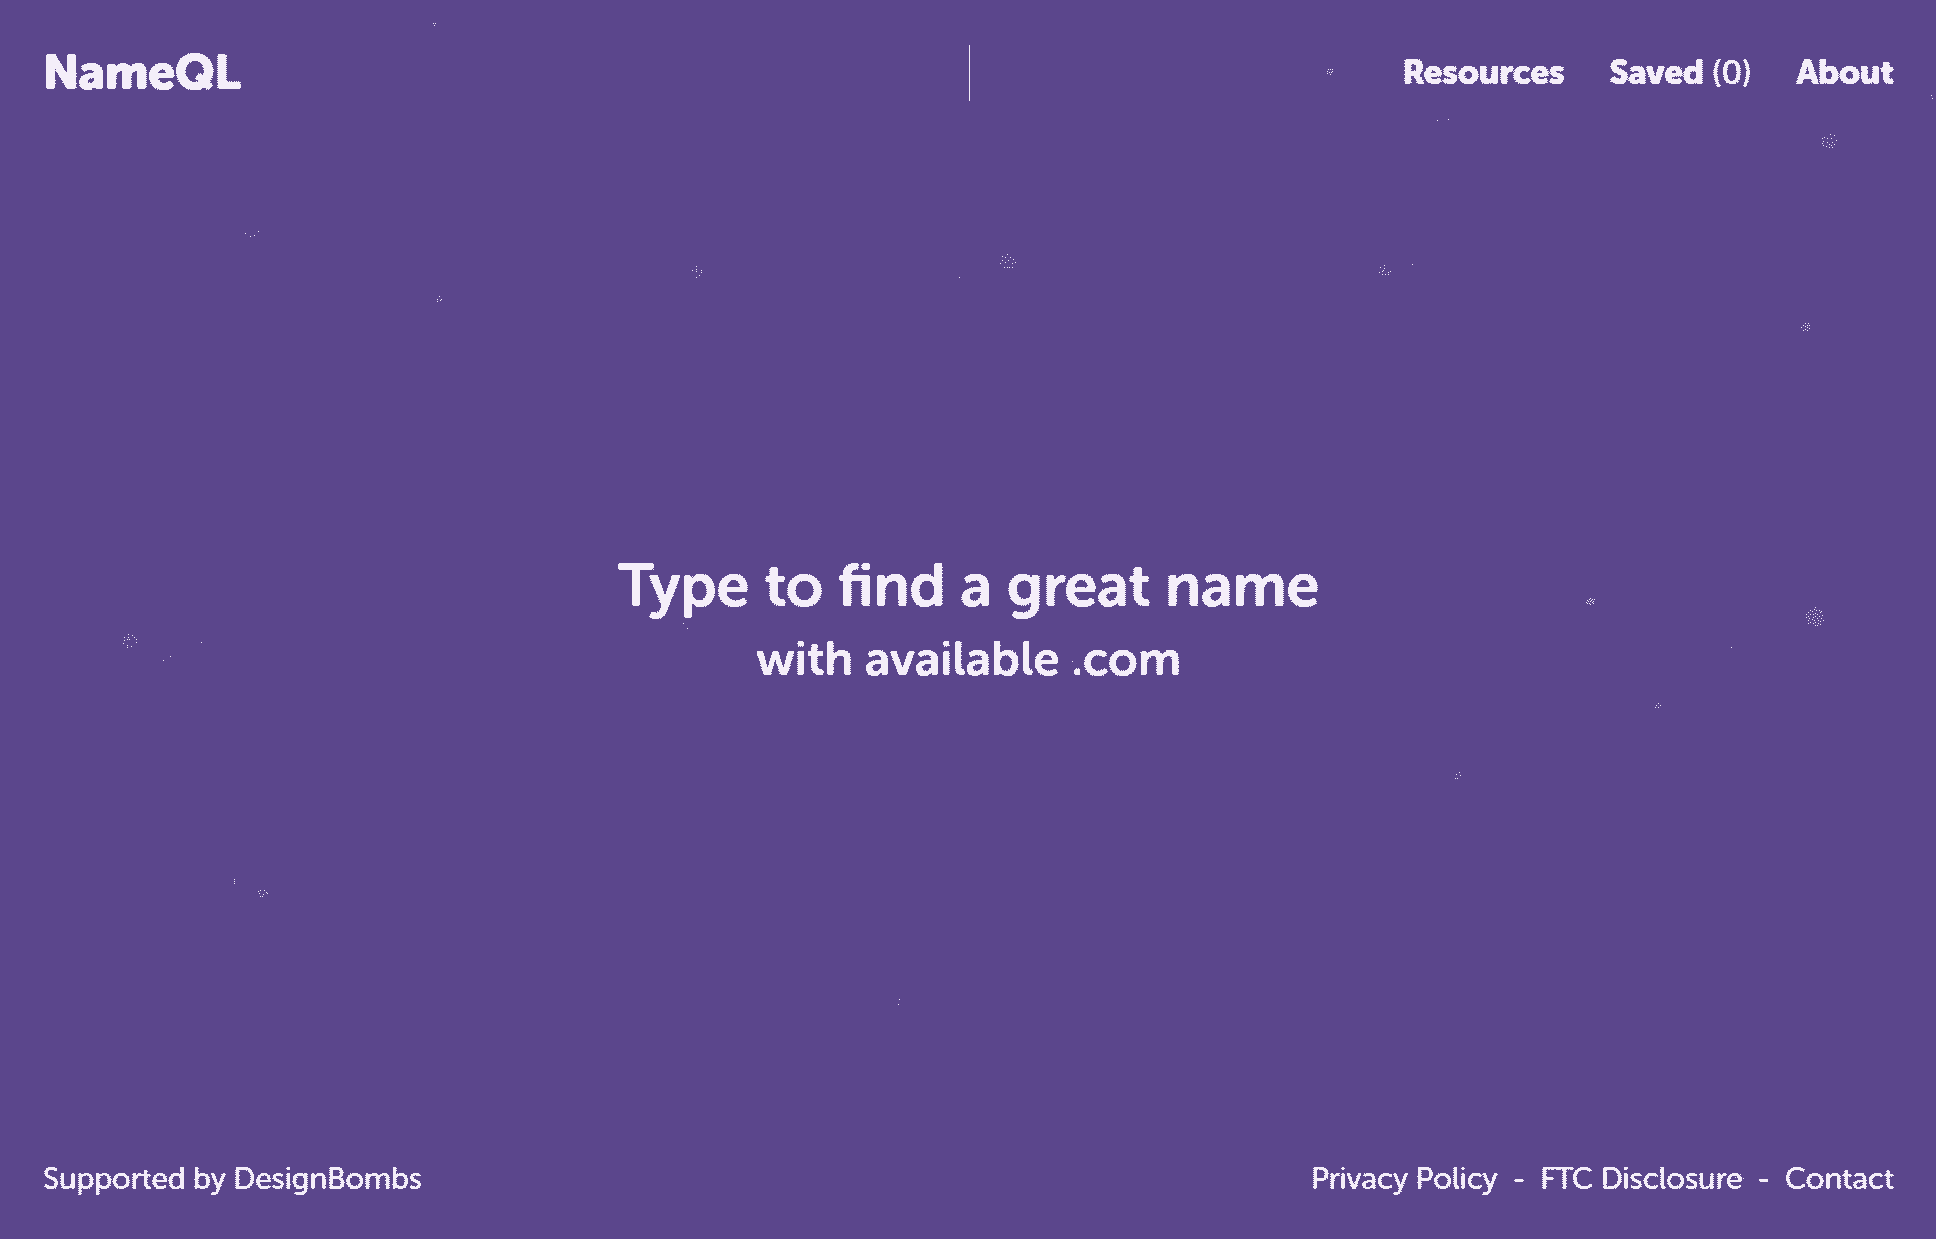 NameQL
Resources Saved (0) About
Type to find a great name
with available .com
Supported by DesignBombs
Privacy Policy - FTC Disclosure - Contact